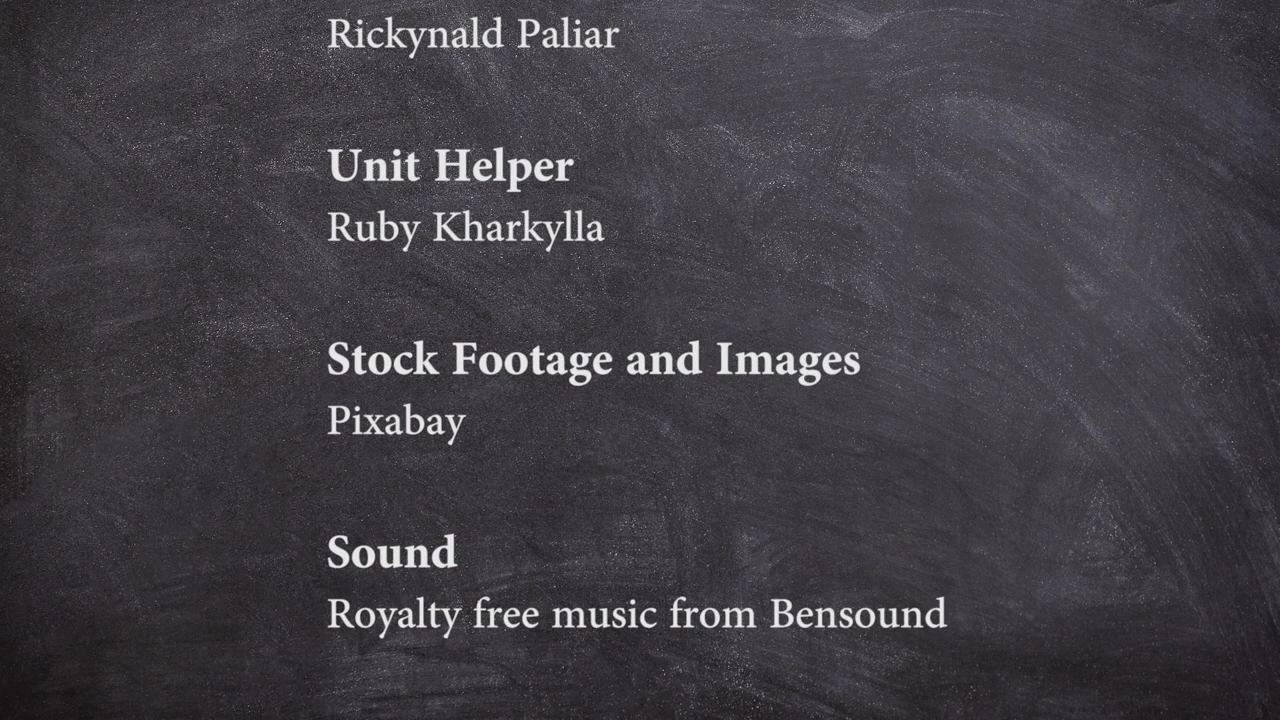 Rickynald Paliar
Unit Helper
Ruby Kharkylla
Stock Footage and Images
Pixabay
Sound
Royalty free music from Bensound